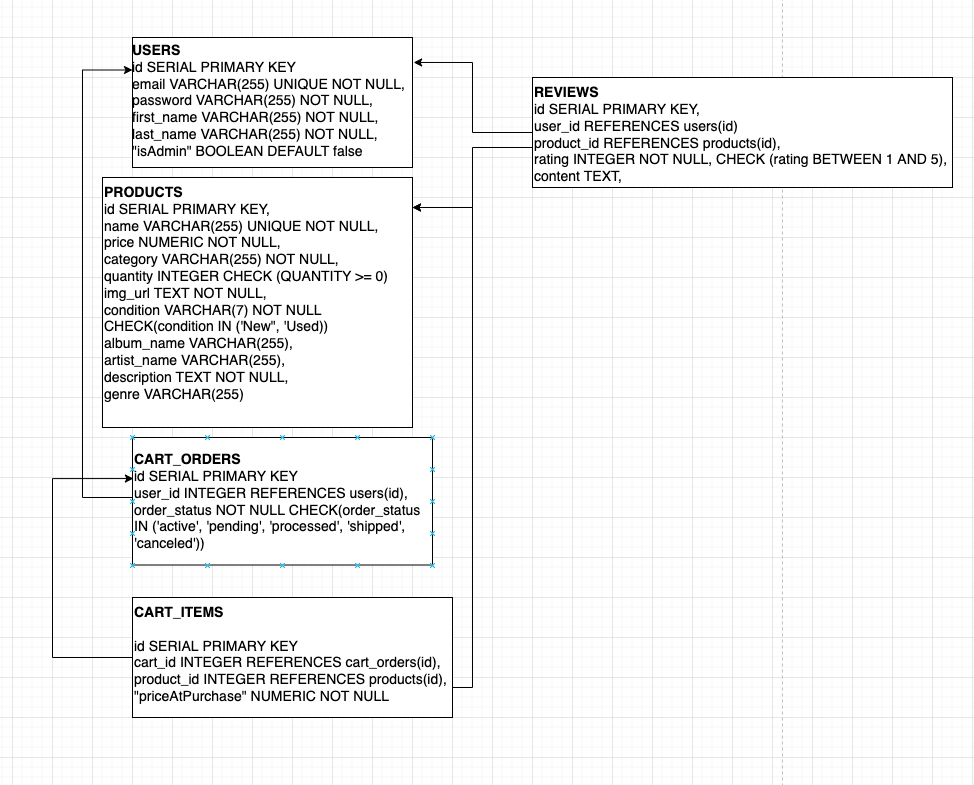 USERS
id SERIAL PRIMARY KEY
email VARCHAR(255) UNIQUE NOT NULL,
password VARCHAR(255) NOT NULL,
first_name VARCHAR(255) NOT NULL,
last_name VARCHAR(255) NOT NULL,
"isAdmin" BOOLEAN DEFAULT false
REVIEWS
id SERIAL PRIMARY KEY,
user_id REFERENCES users(id)
product_id REFERENCES products(id),
rating INTEGER NOT NULL, CHECK (rating BETWEEN 1 AND 5),
content TEXT,
PRODUCTS
id SERIAL PRIMARY KEY,
name VARCHAR(255) UNIQUE NOT NULL,
price NUMERIC NOT NULL,
category VARCHAR(255) NOT NULL,
quantity INTEGER CHECK (QUANTITY >= 0)
img_url TEXT NOT NULL,
condition VARCHAR(7) NOT NULL
CHECK(condition IN ('New", 'Used))
album_name VARCHAR(255),
artist_name VARCHAR(255),
description TEXT NOT NULL,
genre VARCHAR(255)
CART_ORDERS
id SERIAL PRIMARY KEY
user_id INTEGER REFERENCES users(id),
order_status NOT NULL CHECK(order_status
IN ('active', 'pending', 'processed', 'shipped',
'canceled'))
CART_ITEMS
id SERIAL PRIMARY KEY
cart_id INTEGER REFERENCES cart_orders(id),
product_id INTEGER REFERENCES products(id),
"priceAtPurchase" NUMERIC NOT NULL